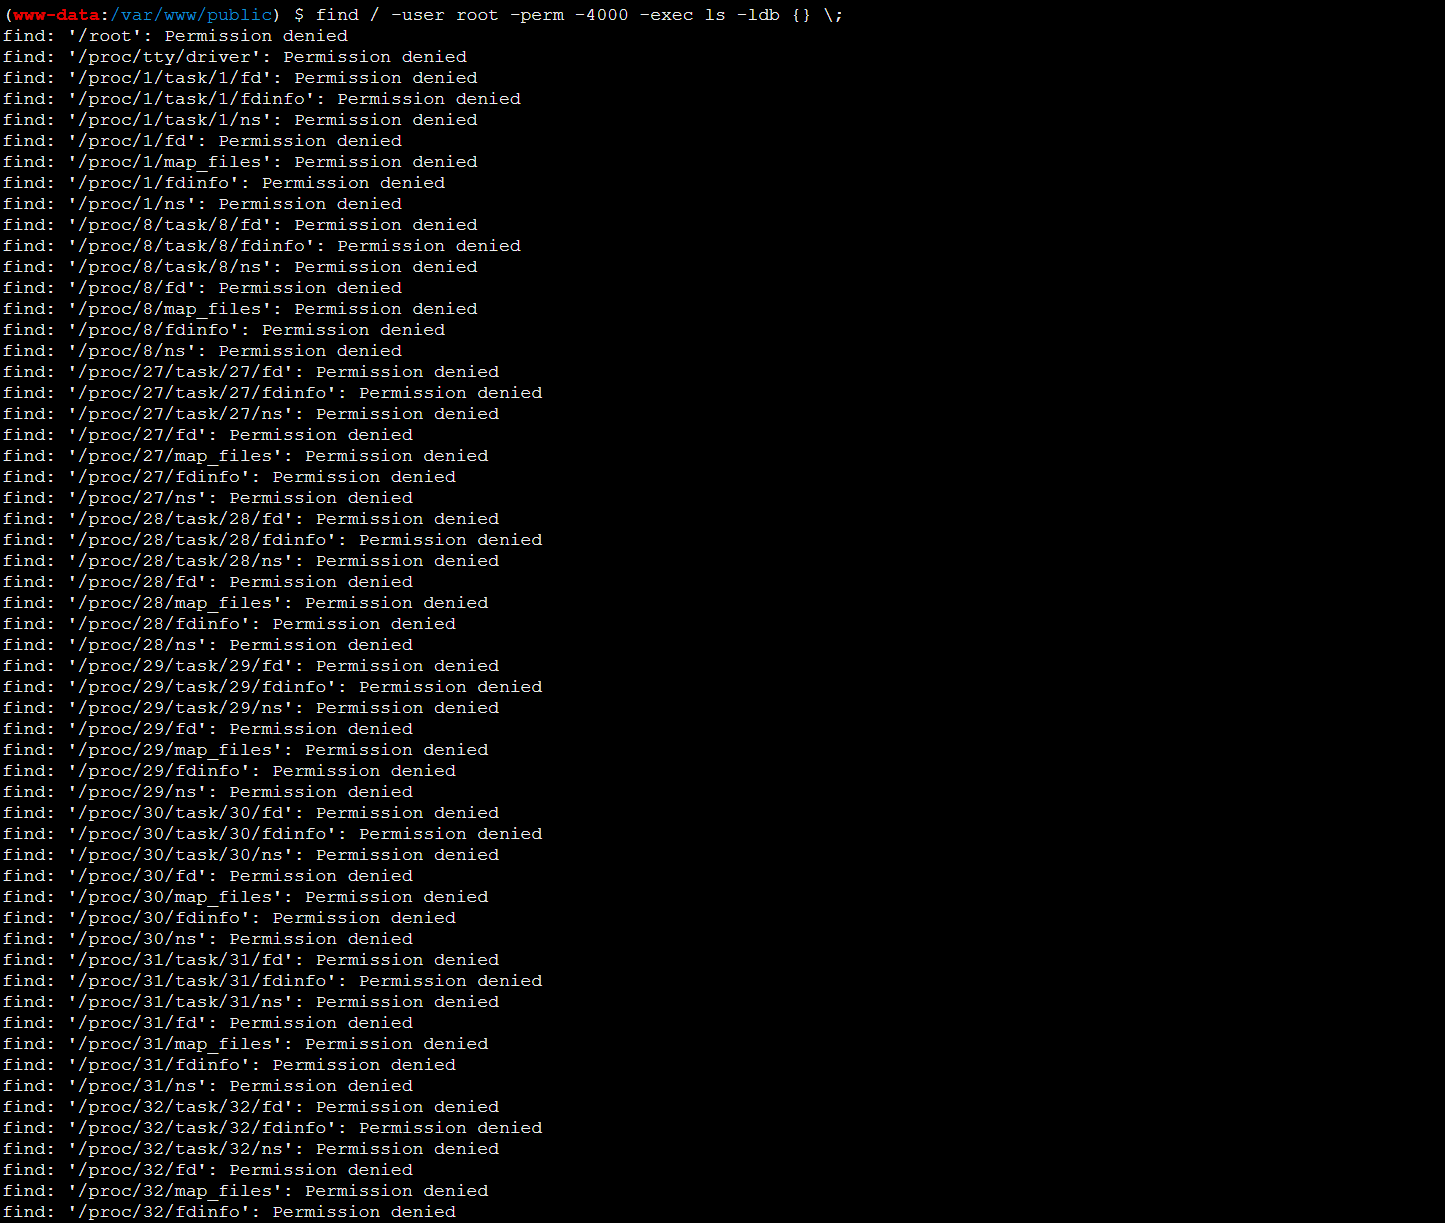 (www-data:/var/www/public) $ find / -user root -perm -4000 -exec ls -ldb {} \;
find: '/root': Permission denied
find: '/proc/tty/driver': Permission denied
find: '/proc/1/task/1/fd': Permission denied
find: '/proc/1/task/1/fdinfo': Permission denied
find: '/proc/1/task/1/ns': Permission denied
find: '/proc/1/fd': Permission denied
find: '/proc/1/map_files': Permission denied
find: '/proc/1/fdinfo': Permission denied
find: '/proc/1/ns': Permission denied
find: '/proc/8/task/8/fd': Permission denied
find: '/proc/8/task/8/fdinfo': Permission denied
find: '/proc/8/task/8/ns': Permission denied
find: '/proc/8/fd': Permission denied
find: '/proc/8/map_files': Permission denied
find: '/proc/8/fdinfo': Permission denied
find: '/proc/8/ns': Permission denied
find: '/proc/27/task/27/fd': Permission denied
find: '/proc/27/task/27/fdinfo': Permission denied
find: '/proc/27/task/27/ns': Permission denied
find: '/proc/27/fd': Permission denied
find: '/proc/27/map_files': Permission denied
find: '/proc/27/fdinfo': Permission denied
find: '/proc/27/ns': Permission denied
find: '/proc/28/task/28/fd': Permission denied
find: '/proc/28/task/28/fdinfo': Permission denied
find: '/proc/28/task/28/ns': Permission denied
find: '/proc/28/fd': Permission denied
find: '/proc/28/map_files': Permission denied
find: '/proc/28/fdinfo': Permission denied
find: '/proc/28/ns': Permission denied
find: '/proc/29/task/29/fd': Permission denied
find: '/proc/29/task/29/fdinfo': Permission denied
find: '/proc/29/task/29/ns': Permission denied
find: '/proc/29/fd': Permission denied
find: '/proc/29/map_files': Permission denied
find: '/proc/29/fdinfo': Permission denied
find: '/proc/29/ns': Permission denied
find: '/proc/30/task/30/fd': Permission denied
find: '/proc/30/task/30/fdinfo': Permission denied
find: '/proc/30/task/30/ns': Permission denied
find: '/proc/30/fd': Permission denied
find: '/proc/30/map_files': Permission denied
find: '/proc/30/fdinfo': Permission denied
find: '/proc/30/ns': Permission denied
find: '/proc/31/task/31/fd': Permission denied
find: '/proc/31/task/31/fdinfo': Permission denied
find: '/proc/31/task/31/ns': Permission denied
find: '/proc/31/fd': Permission denied
find: '/proc/31/map_files': Permission denied
find: '/proc/31/fdinfo': Permission denied
find: '/proc/31/ns': Permission denied
find: '/proc/32/task/32/fd': Permission denied
find: '/proc/32/task/32/fdinfo': Permission denied
find: '/proc/32/task/32/ns': Permission denied
find: '/proc/32/fd': Permission denied
find: '/proc/32/map_files': Permission denied
find: '/proc/32/fdinfo': Permission denied